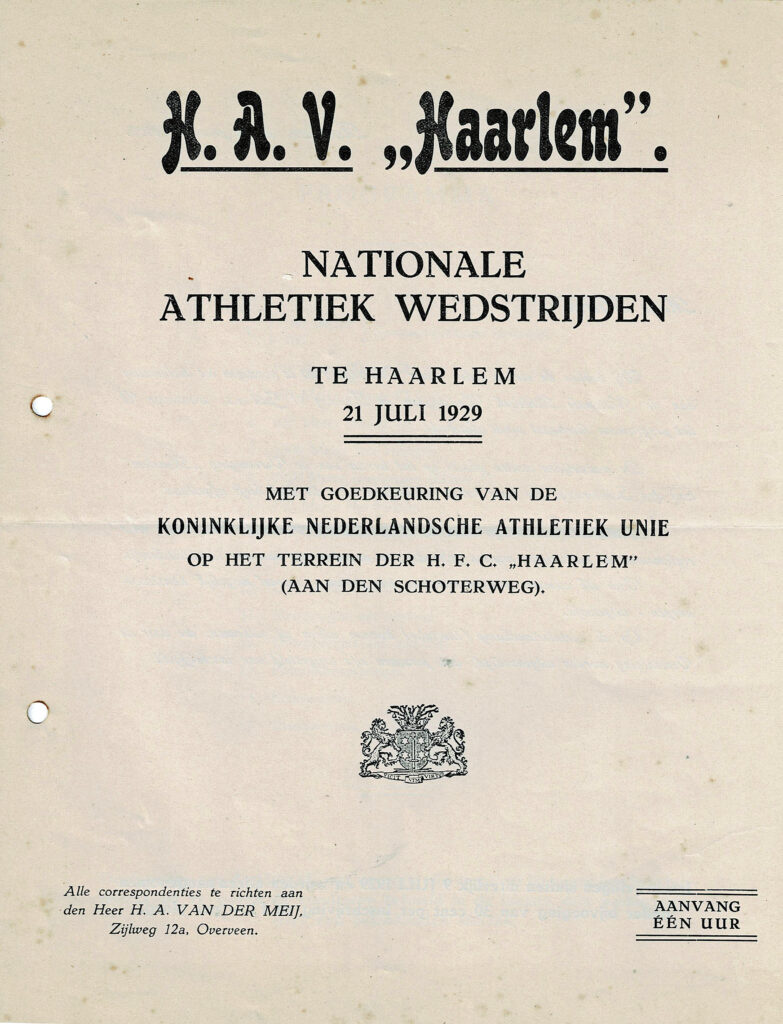 H. A. V. „Haarlem”.
NATIONALE
ATHLETIEK WEDSTRIJDEN
TE HAARLEM
21 JULI 1929
MET GOEDKEURING VAN DE
KONINKLIJKE NEDERLANDSCHE ATHLETIEK UNIE
OP HET TERREIN DER H. F. C. „HAARLEM”
(AAN DEN SCHOTERWEG).
Alle correspondenties te richten aan
den Heer H. A. VAN DER MEIJ,
Zijlweg 12a, Overveen.
AANVANG
ÉÉN UUR